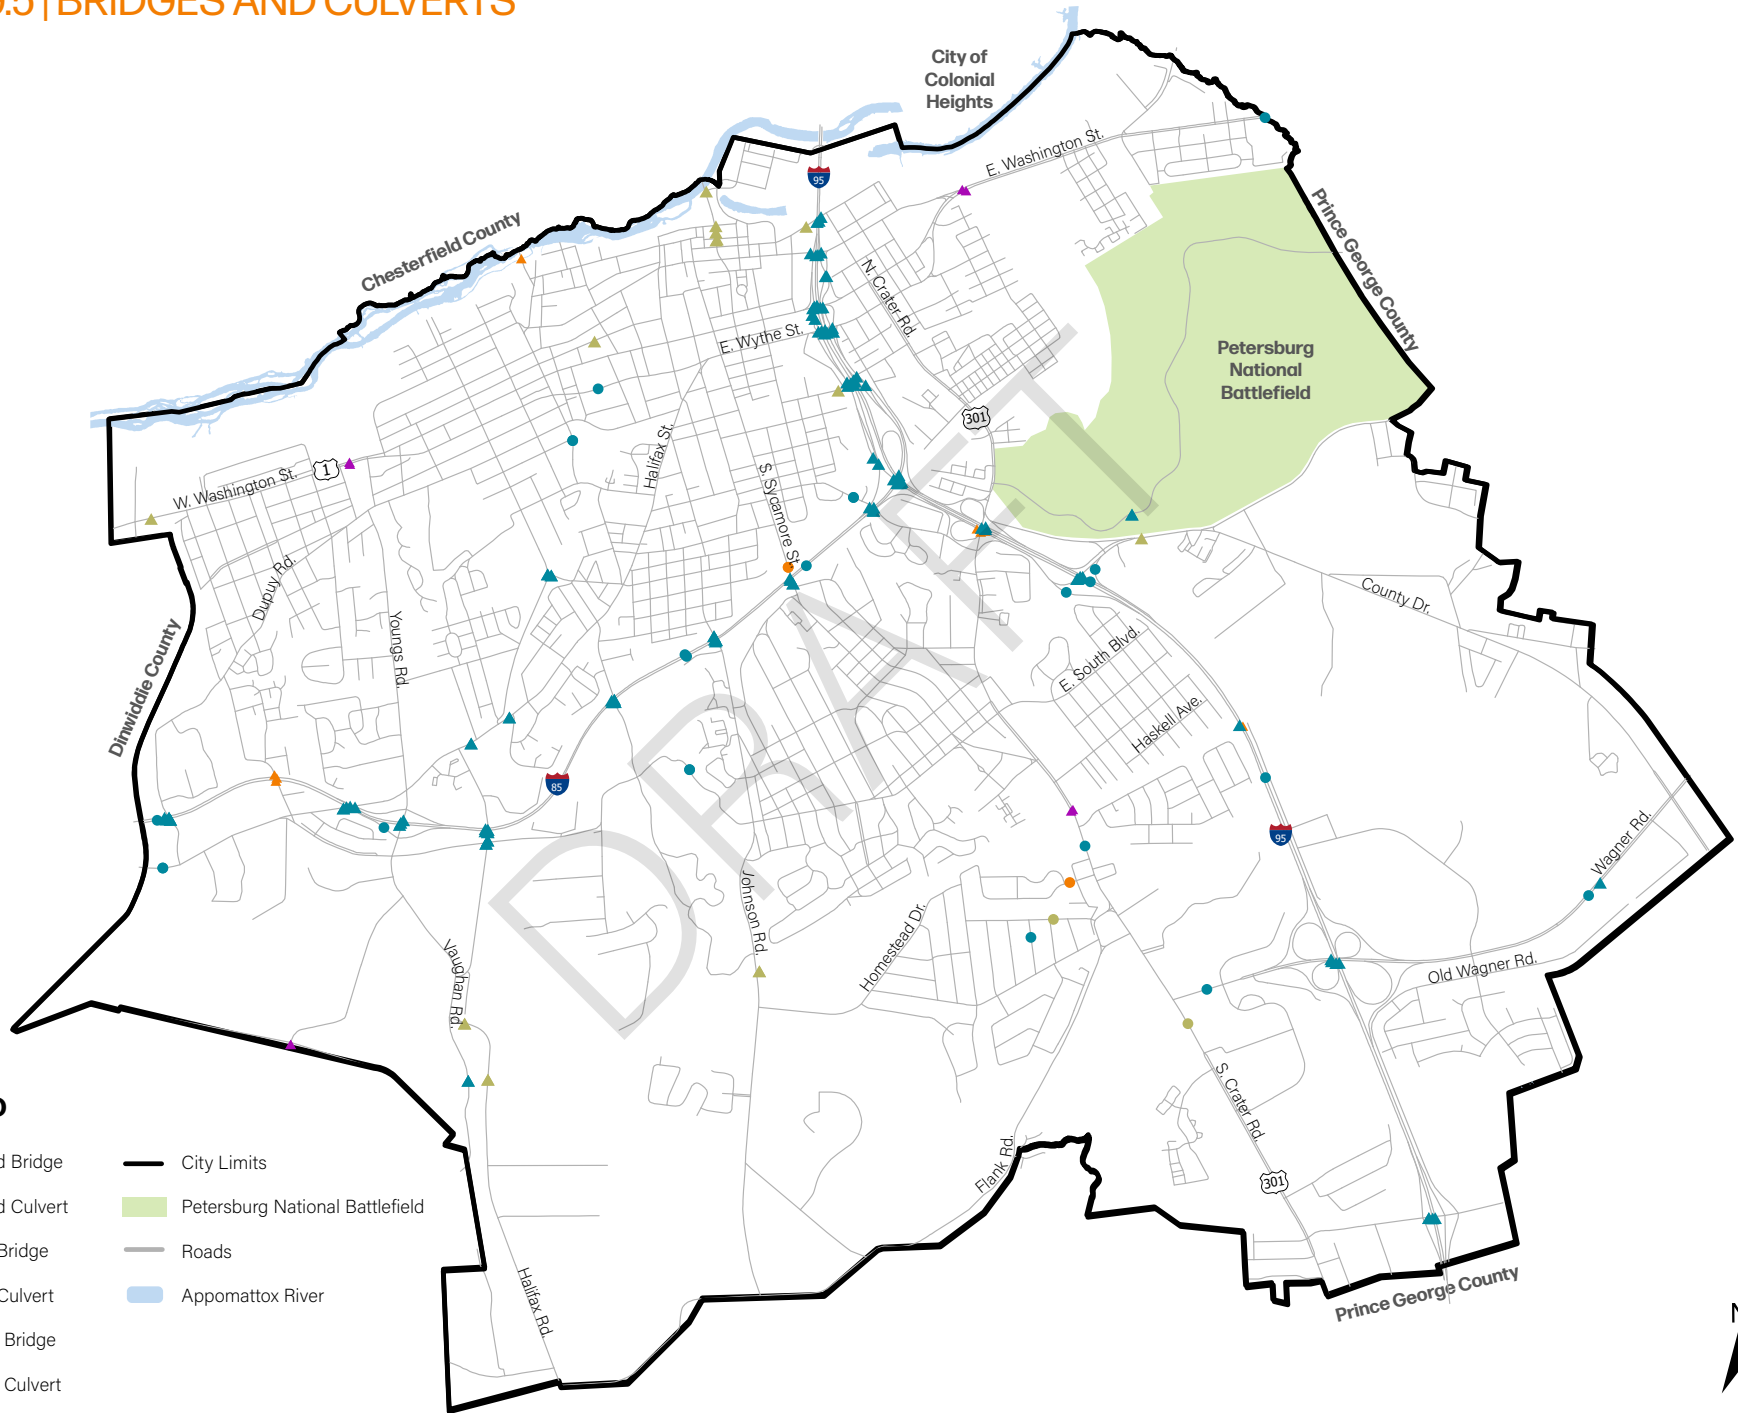 .5 | BRIDGES AND CULVERTS
City of
Colonial
Heights
95
E. Washington St.
Chesterfield County
Prince George County
N. Crater Rd.
E. Wythe St.
Petersburg
National
Battlefield
301
Halifax St.
1
W. Washington St.
S. Sycamore St.
Dupuy Rd.
County Dr.
Youngs Rd.
Dinwiddie County
E. South Blvd.
Haskell Ave.
85
95
Wagner Rd.
Johnson Rd.
Homestead Dr.
Vaughan Rd.
Old Wagner Rd.
S. Crater Rd.
Flank Rd.
301
Halifax Rd.
Prince George County
DRAFT
Bridge
Culvert
Bridge
Culvert
Bridge
Culvert
City Limits
Petersburg National Battlefield
Roads
Appomattox River
N